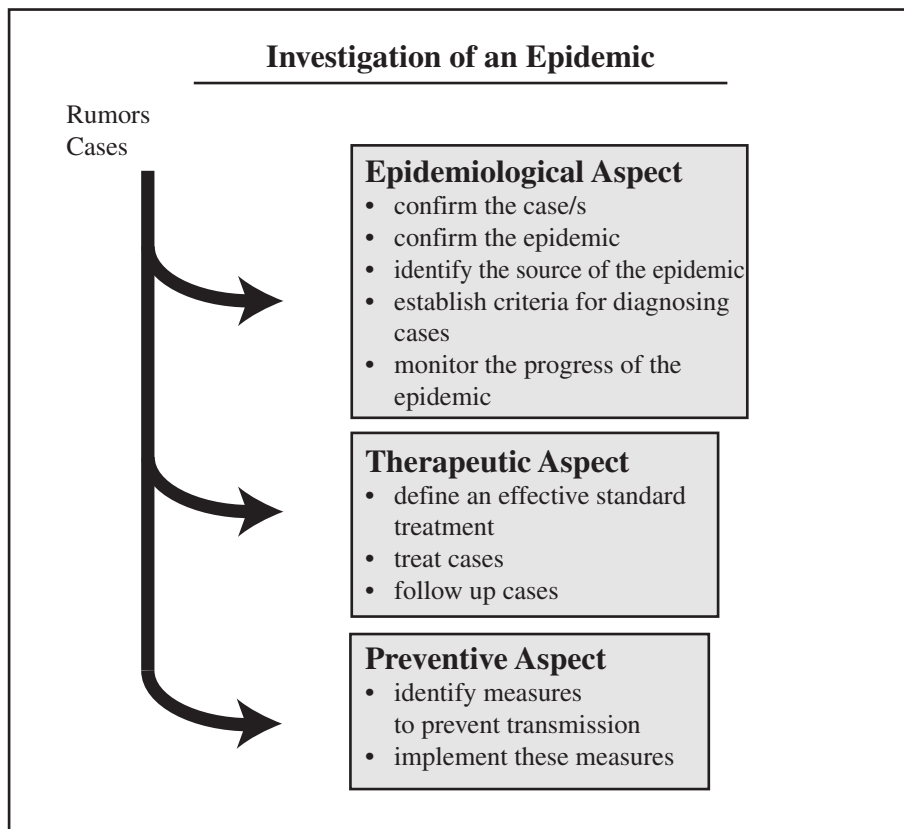 Investigation of an Epidemic
Rumors
Cases
Epidemiological Aspect
• confirm the case/s
• confirm the epidemic
• identify the source of the epidemic
• establish criteria for diagnosing
cases
• monitor the progress of the
epidemic
Therapeutic Aspect
• define an effective standard
treatment
• treat cases
• follow up cases
Preventive Aspect
• identify measures
to prevent transmission
• implement these measures